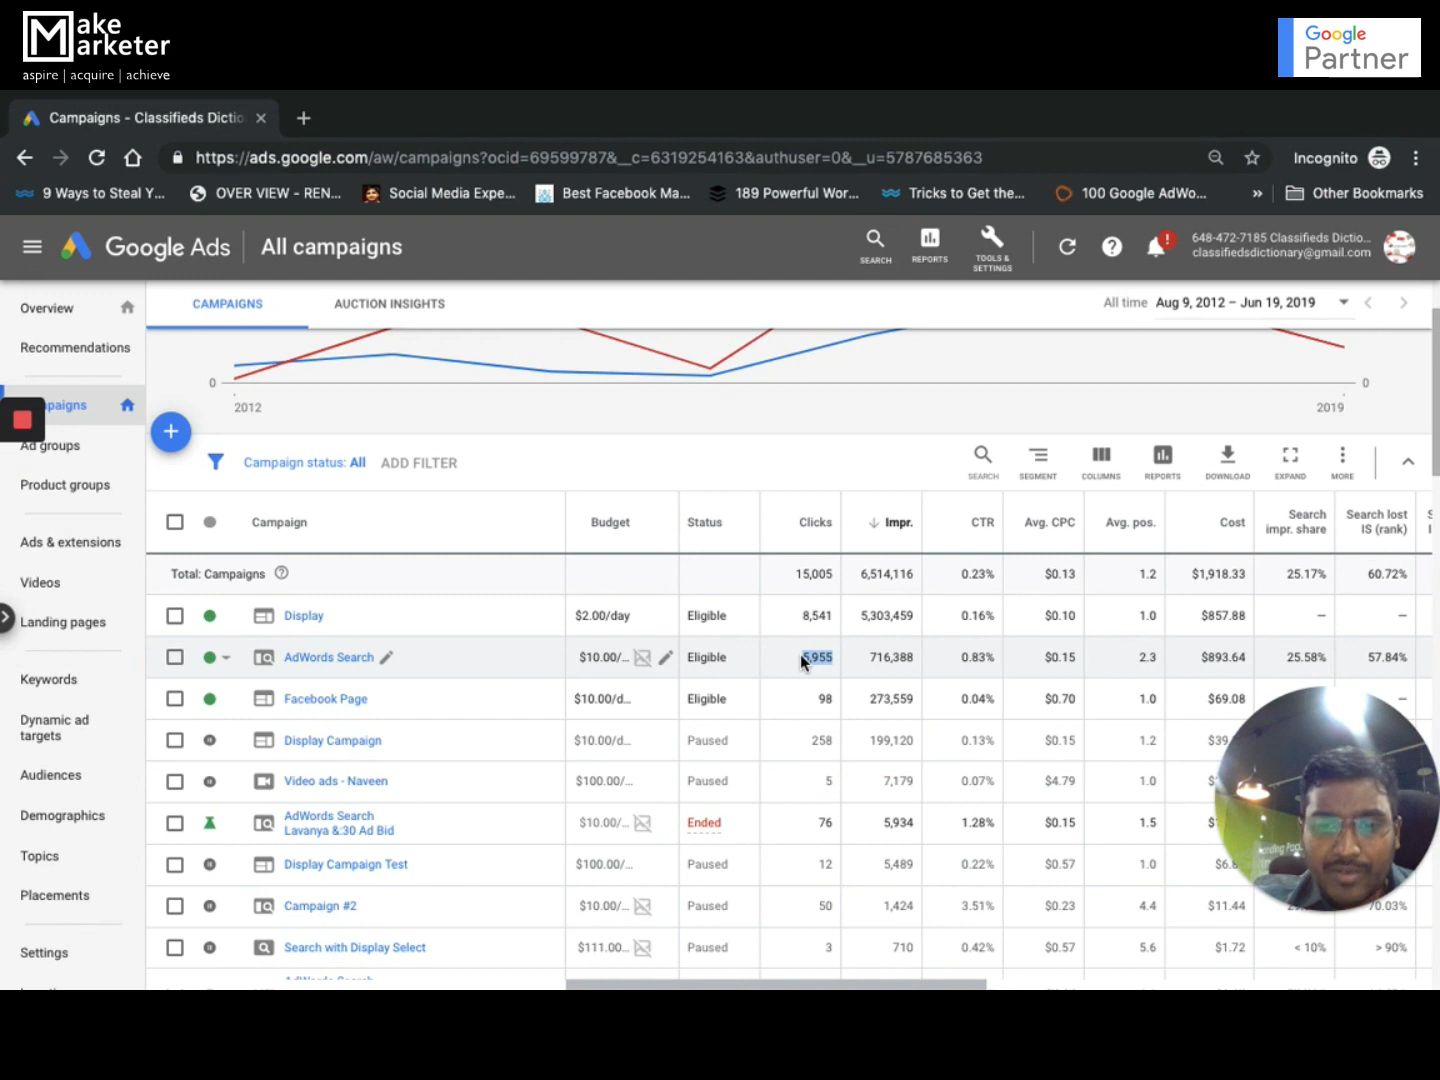 Make
Marketer
aspire | acquire | achieve
Google
Partner
Campaigns - Classifieds Dictio
https://ads.google.com/aw/campaigns?ocid=69599787&__c=6319254163&authuser=0&__u=5787685363
Incognito
9 Ways to Steal Y... OVER VIEW - REN... Social Media Expe... Best Facebook Ma... 189 Powerful Wor... Tricks to Get the... 100 Google AdWo... » Other Bookmarks
Google Ads All campaigns
SEARCH REPORTS TOOLS & SETTINGS
648-472-7185 Classifieds Dictio...
classifiedsdictionary@gmail.com
Overview
Recommendations
paigns
Ad groups
Product groups
Ads & extensions
Videos
Landing pages
Keywords
Dynamic ad
targets
Audiences
Demographics
Topics
Placements
Settings
CAMPAIGNS AUCTION INSIGHTS
All time Aug 9, 2012 – Jun 19, 2019
0 0
2012 2019
Campaign status: All ADD FILTER
SEARCH SEGMENT COLUMNS REPORTS DOWNLOAD EXPAND MORE
Campaign Budget Status Clicks Impr. CTR Avg. CPC Avg. pos. Cost Search impr. share Search lost IS (rank)
Total: Campaigns 15,005 6,514,116 0.23% $0.13 1.2 $1,918.33 25.17% 60.72%
Display $2.00/day Eligible 8,541 5,303,459 0.16% $0.10 1.0 $857.88 – –
AdWords Search $10.00/... Eligible 5,955 716,388 0.83% $0.15 2.3 $893.64 25.58% 57.84%
Facebook Page $10.00/d... Eligible 98 273,559 0.04% $0.70 1.0 $69.08 –
Display Campaign $10.00/d... Paused 258 199,120 0.13% $0.15 1.2 $39
Video ads - Naveen $100.00/... Paused 5 7,179 0.07% $4.79 1.0
AdWords Search
Lavanya &:30 Ad Bid $10.00/... Ended 76 5,934 1.28% $0.15 1.5
Display Campaign Test $100.00/... Paused 12 5,489 0.22% $0.57 1.0 $6.
Campaign #2 $10.00/... Paused 50 1,424 3.51% $0.23 4.4 $11.44 70.03%
Search with Display Select $111.00... Paused 3 710 0.42% $0.57 5.6 $1.72 < 10% > 90%